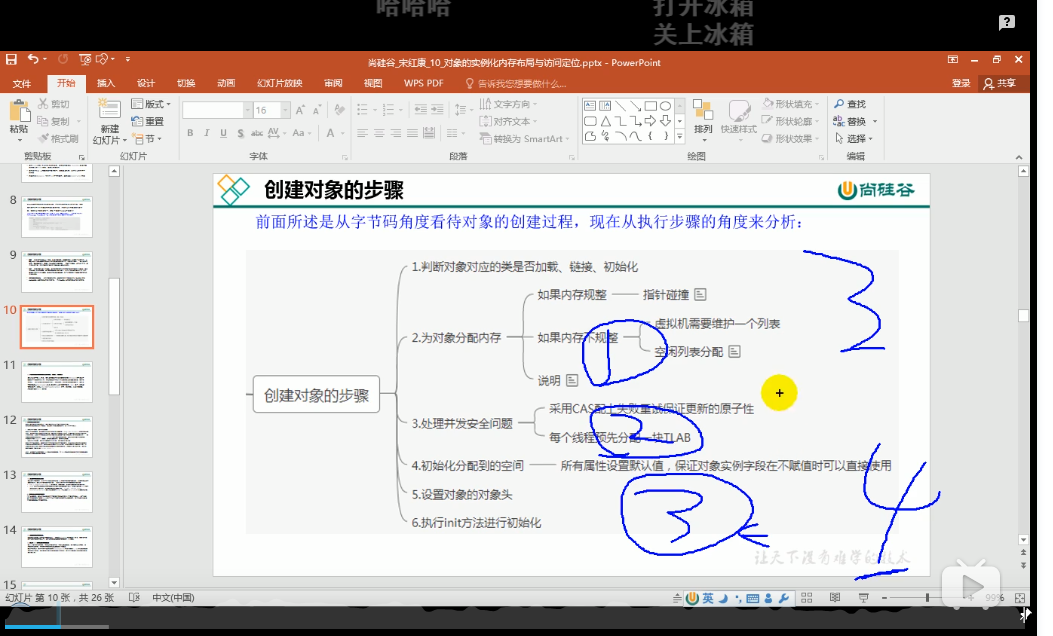 哈哈哈
打开冰箱
关上冰箱
尚硅谷_宋红康_10_对象的实例化内存布局与访问定位.pptx - PowerPoint
文件 开始 插入 设计 切换 动画 幻灯片放映 审阅 视图 WPS PDF 告诉我您想要做什么... 登录 共享
粘贴 剪切 复制 格式刷 剪贴板
新建 幻灯片 版式 重置 节 幻灯片
16
B I U S abc AV Aa A
字体
文字方向 对齐文本 转换为 SmartArt 段落
排列 快速样式 形状填充 形状轮廓 形状效果 绘图
查找 替换 选择 编辑
8
9
10
11
12
13
14
15
创建对象的步骤
尚硅谷
前面所述是从字节码角度看待对象的创建过程，现在从执行步骤的角度来分析：
创建对象的步骤
1.判断对象对应的类是否加载、链接、初始化
2.为对象分配内存
如果内存规整
指针碰撞
如果内存不规整
虚拟机需要维护一个列表
空闲列表分配
说明
3.处理并发安全问题
采用CAS配上失败重试保证更新的原子性
每个线程预先分配一块TLAB
4.初始化分配到的空间
所有属性设置默认值，保证对象实例字段在不赋值时可以直接使用
5.设置对象的对象头
6.执行init方法进行初始化
1
2
3
3
4
让天下没有难学的技术
幻灯片 第 10 张，共 26 张 中文(中国) 英 99%